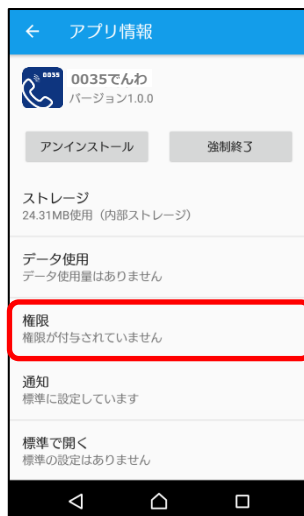 アプリ情報
0035
0035でんわ
バージョン1.0.0
アンインストール
強制終了
ストレージ
24.31MB使用（内部ストレージ）
データ使用
データ使用量はありません
権限
権限が付与されていません
通知
標準に設定しています
標準で開く
標準の設定はありません